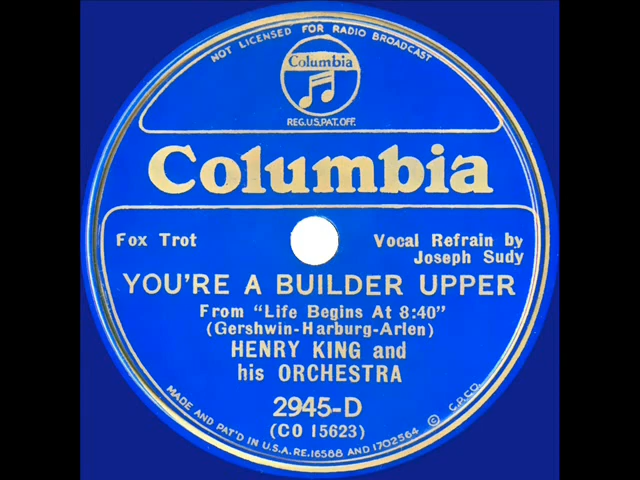 NOT LICENSED FOR RADIO BROADCAST
Columbia
REG.U.S.PAT.OFF.
Columbia
Fox Trot
Vocal Refrain by
Joseph Sudy
YOU'RE A BUILDER UPPER
From "Life Begins At 8:40"
(Gershwin-Harburg-Arlen)
HENRY KING and
his ORCHESTRA
2945-D
(CO 15623)
MADE AND PAT'D IN U.S.A. RE. 16588 AND 1702564 © C.P.CO.